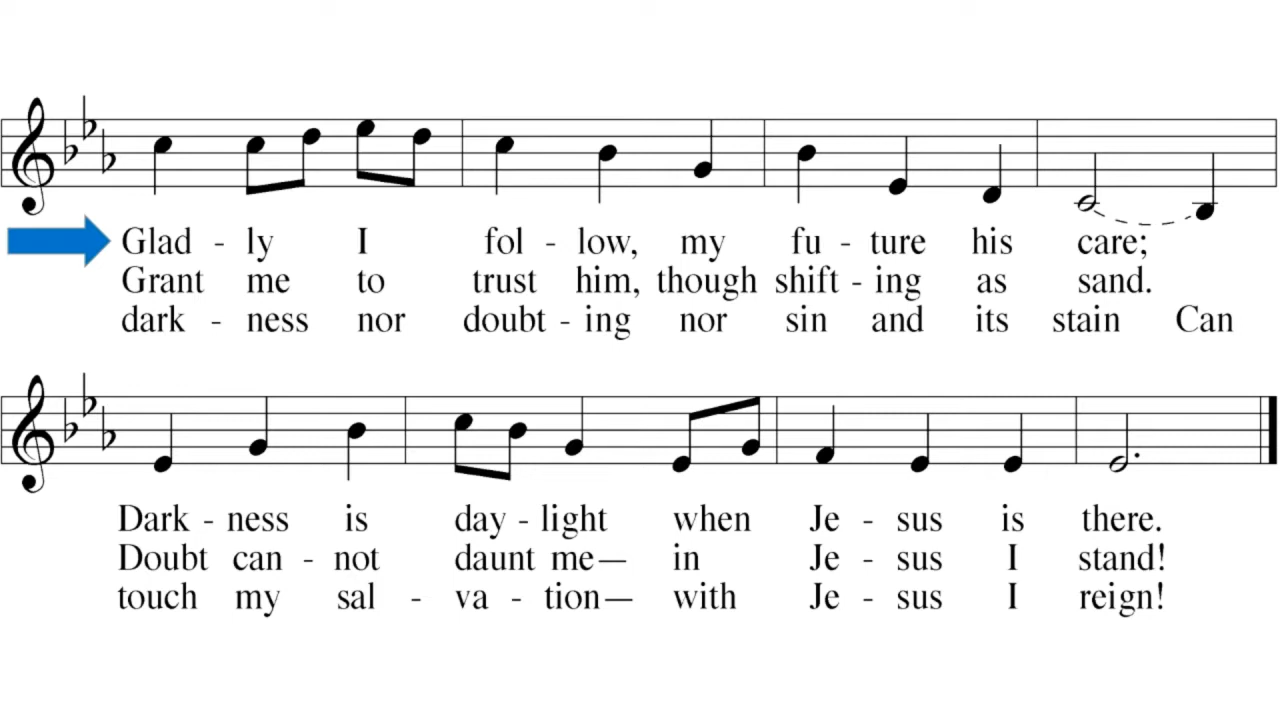 Glad - ly I fol - low, my fu - ture his care;
Grant me to trust him, though shift - ing as sand.
dark - ness nor doubt - ing nor sin and its stain Can
Dark - ness is day - light when Je - sus is there.
Doubt can - not daunt me— in Je - sus I stand!
touch my sal - va - tion— with Je - sus I reign!